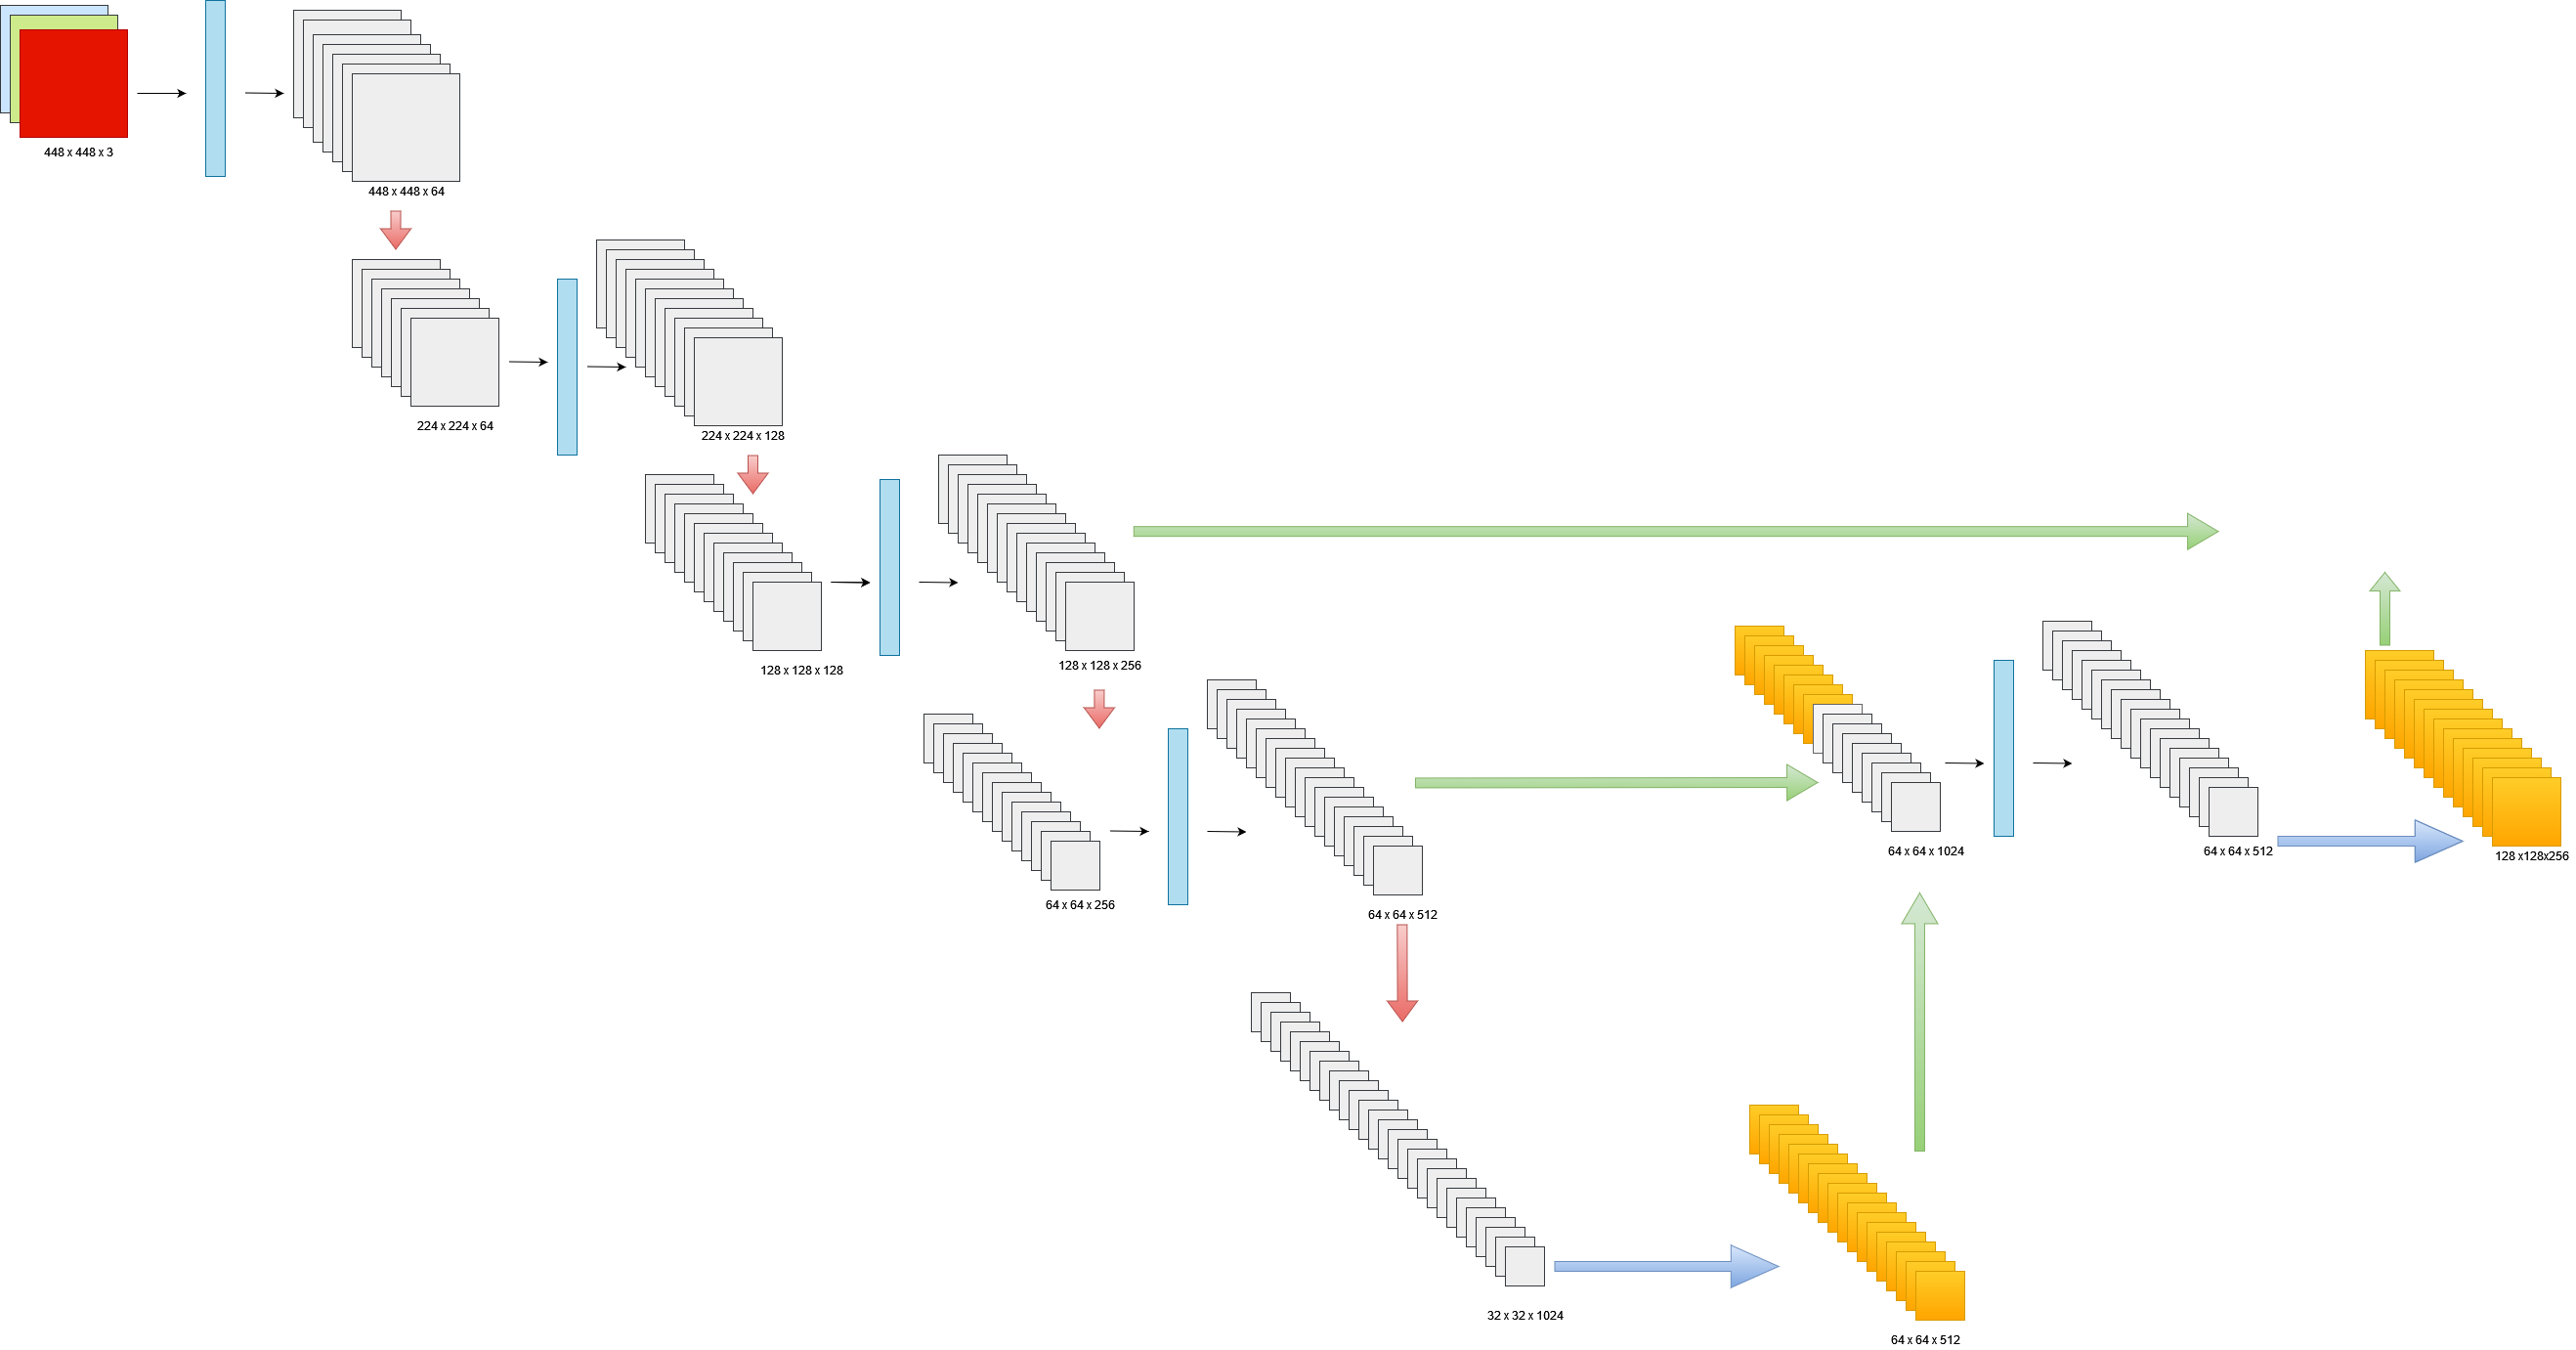 448 x 448 x 3
448 x 448 x 64
224 x 224 x 64
224 x 224 x 128
128 x 128 x 128
128 x 128 x 256
64 x 64 x 256
64 x 64 x 512
32 x 32 x 1024
64 x 64 x 512
64 x 64 x 1024
64 x 64 x 512
128 x128x256